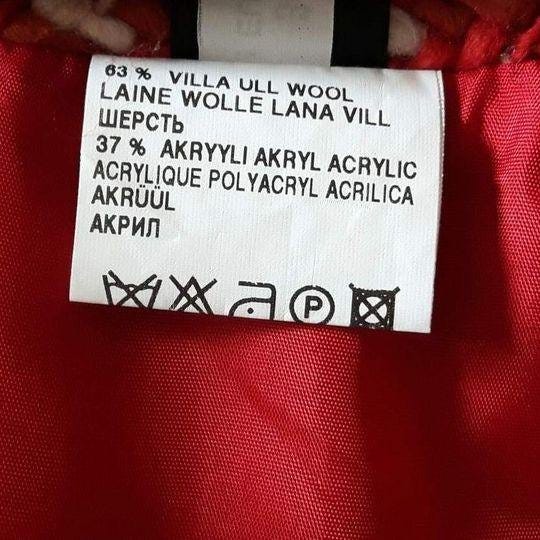 63 % VILLA ULL WOOL
LAINE WOLLE LANA VILL
ШЕРСТЬ
37 % AKRYYLI AKRYL ACRYLIC
ACRYLIQUE POLYACRYL ACRILICA
AKRÜÜL
АКРИЛ
P